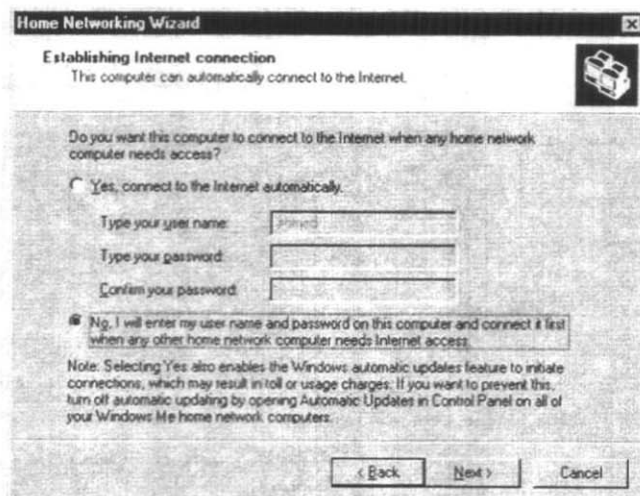 Home Networking Wizard
Establishing Internet connection
This computer can automatically connect to the Internet.
Do you want this computer to connect to the Internet when any home network
computer needs access?
Yes, connect to the Internet automatically.
Type your user name:
Type your password:
Confirm your password:
No, I will enter my user name and password on this computer and connect it first
when any other home network computer needs Internet access.
Note: Selecting Yes also enables the Windows automatic updates feature to initiate
connections, which may result in toll or usage charges. If you want to prevent this,
turn off automatic updating by opening Automatic Updates in Control Panel on all of
your Windows Me home network computers.
< Back
Next >
Cancel